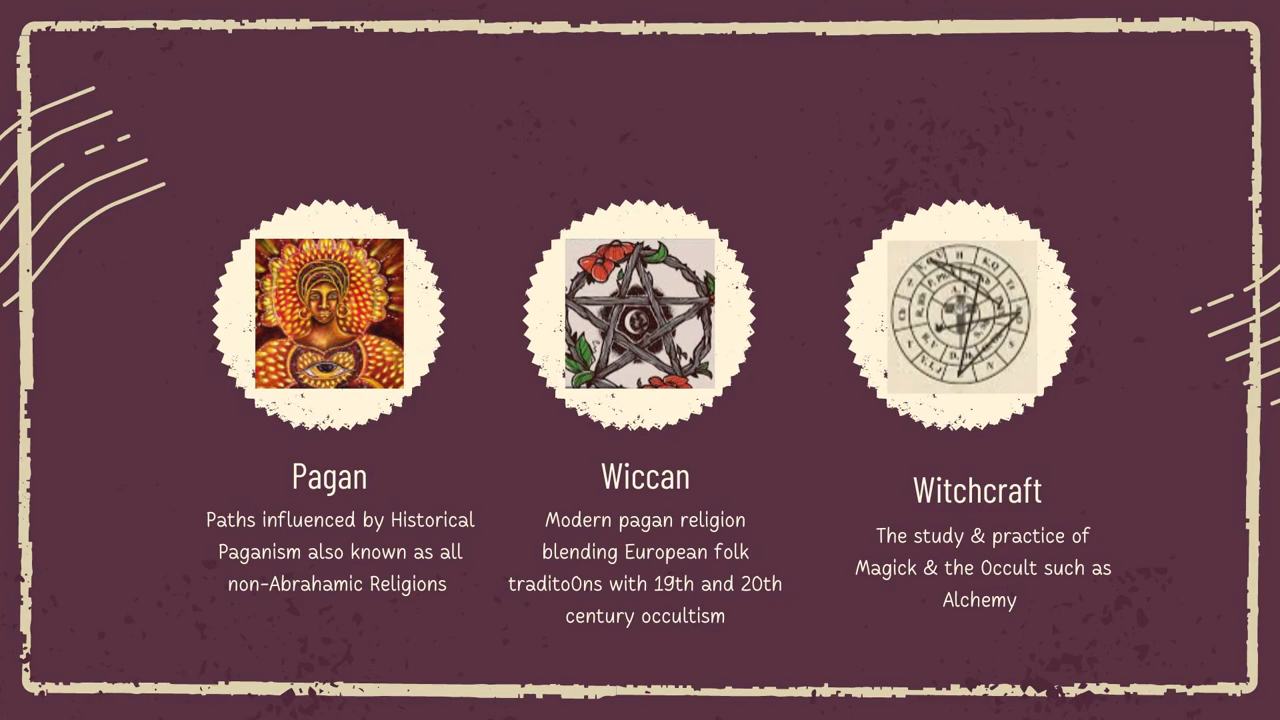 Pagan
Paths influenced by Historical
Paganism also known as all
non-Abrahamic Religions
Wiccan
Modern pagan religion
blending European folk
traditoOns with 19th and 20th
century occultism
Witchcraft
The study & practice of
Magick & the Occult such as
Alchemy